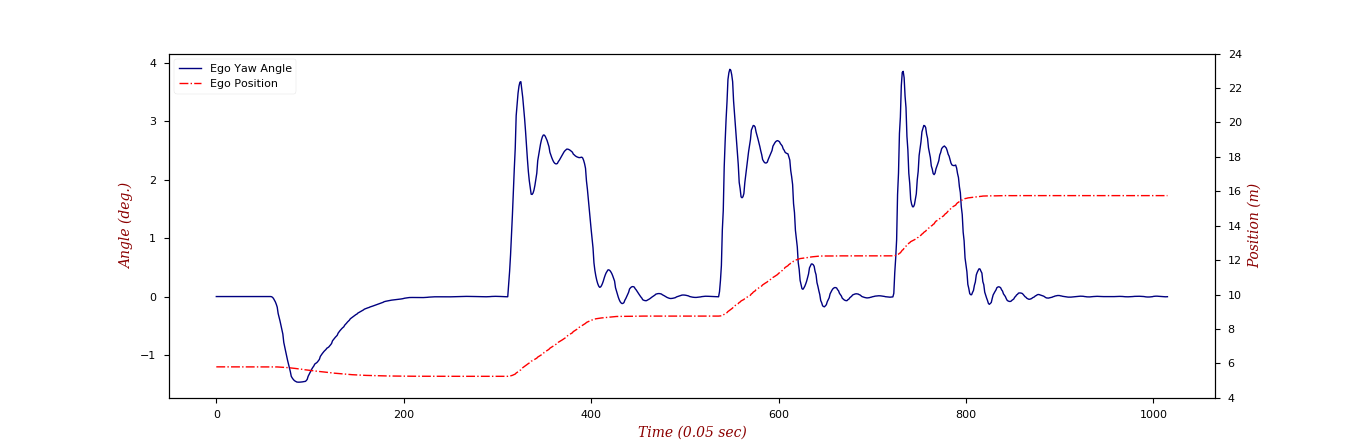 Ego Yaw Angle
Ego Position
4
3
2
1
0
−1
Angle (deg.)
24
22
20
18
16
14
12
10
8
6
4
Position (m)
0 200 400 600 800 1000
Time (0.05 sec)